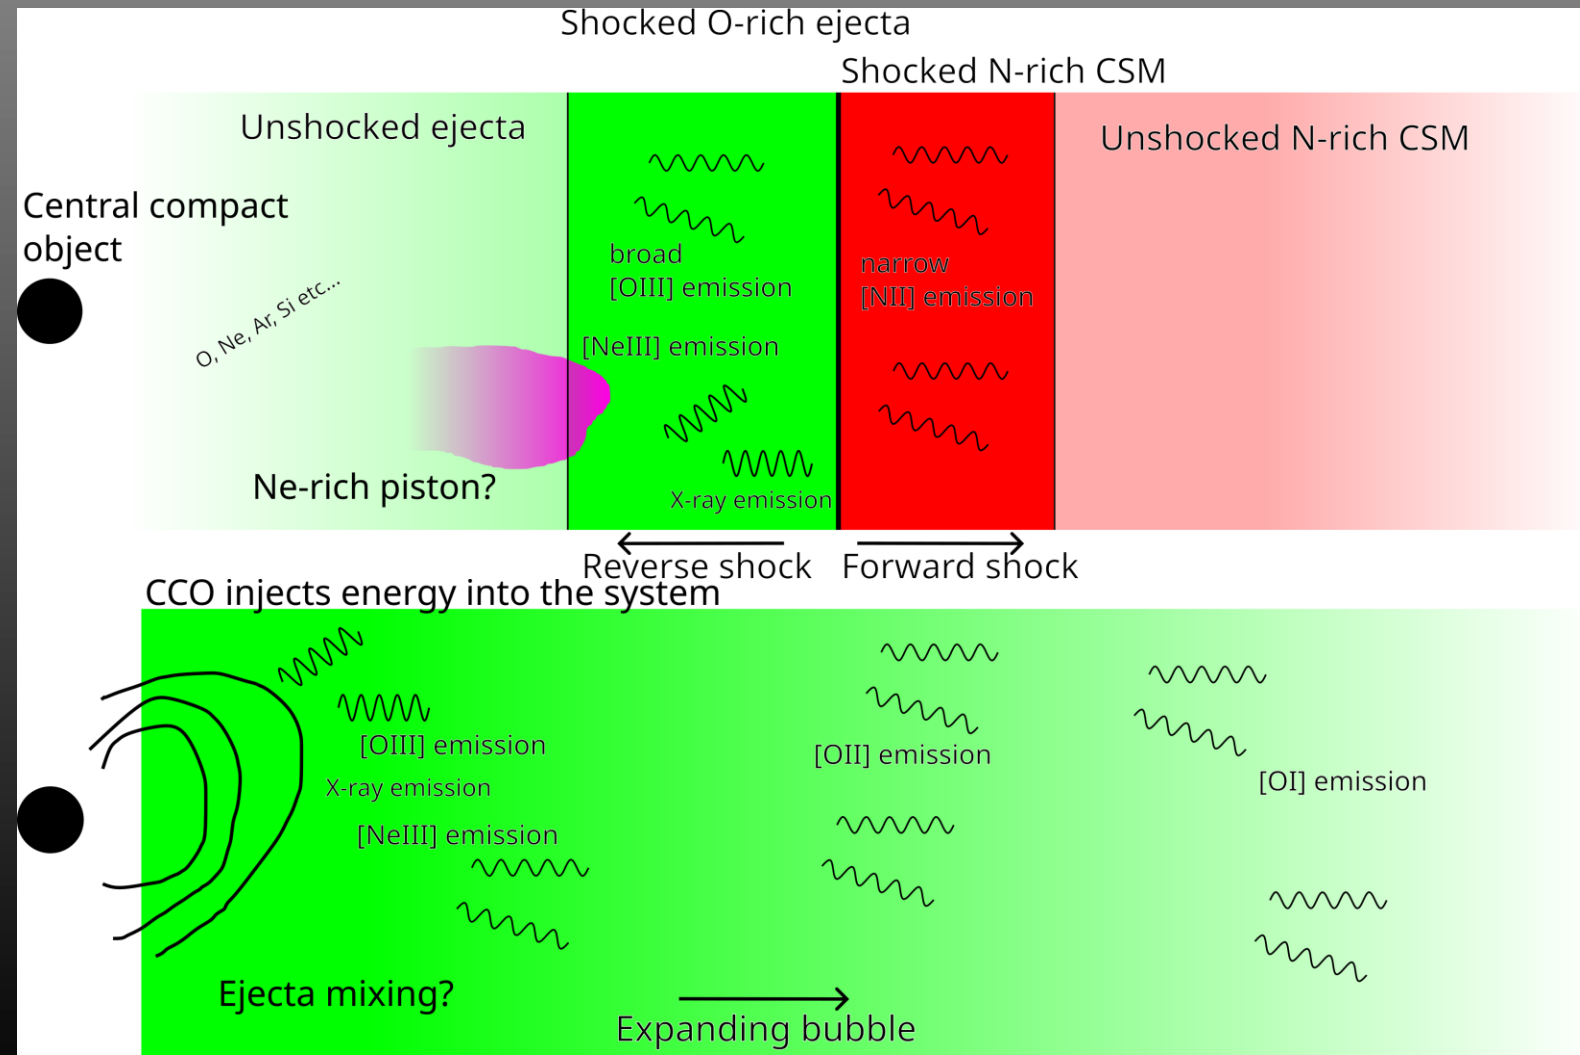 Shocked O-rich ejecta
Shocked N-rich CSM
Unshocked ejecta
Unshocked N-rich CSM
Central compact
object
broad
[OIII] emission
narrow
[NII] emission
O, Ne, Ar, Si etc...
[NeIII] emission
Ne-rich piston?
X-ray emission
Reverse shock
Forward shock
CCO injects energy into the system
[OIII] emission
X-ray emission
[NeIII] emission
[OII] emission
[OI] emission
Ejecta mixing?
Expanding bubble